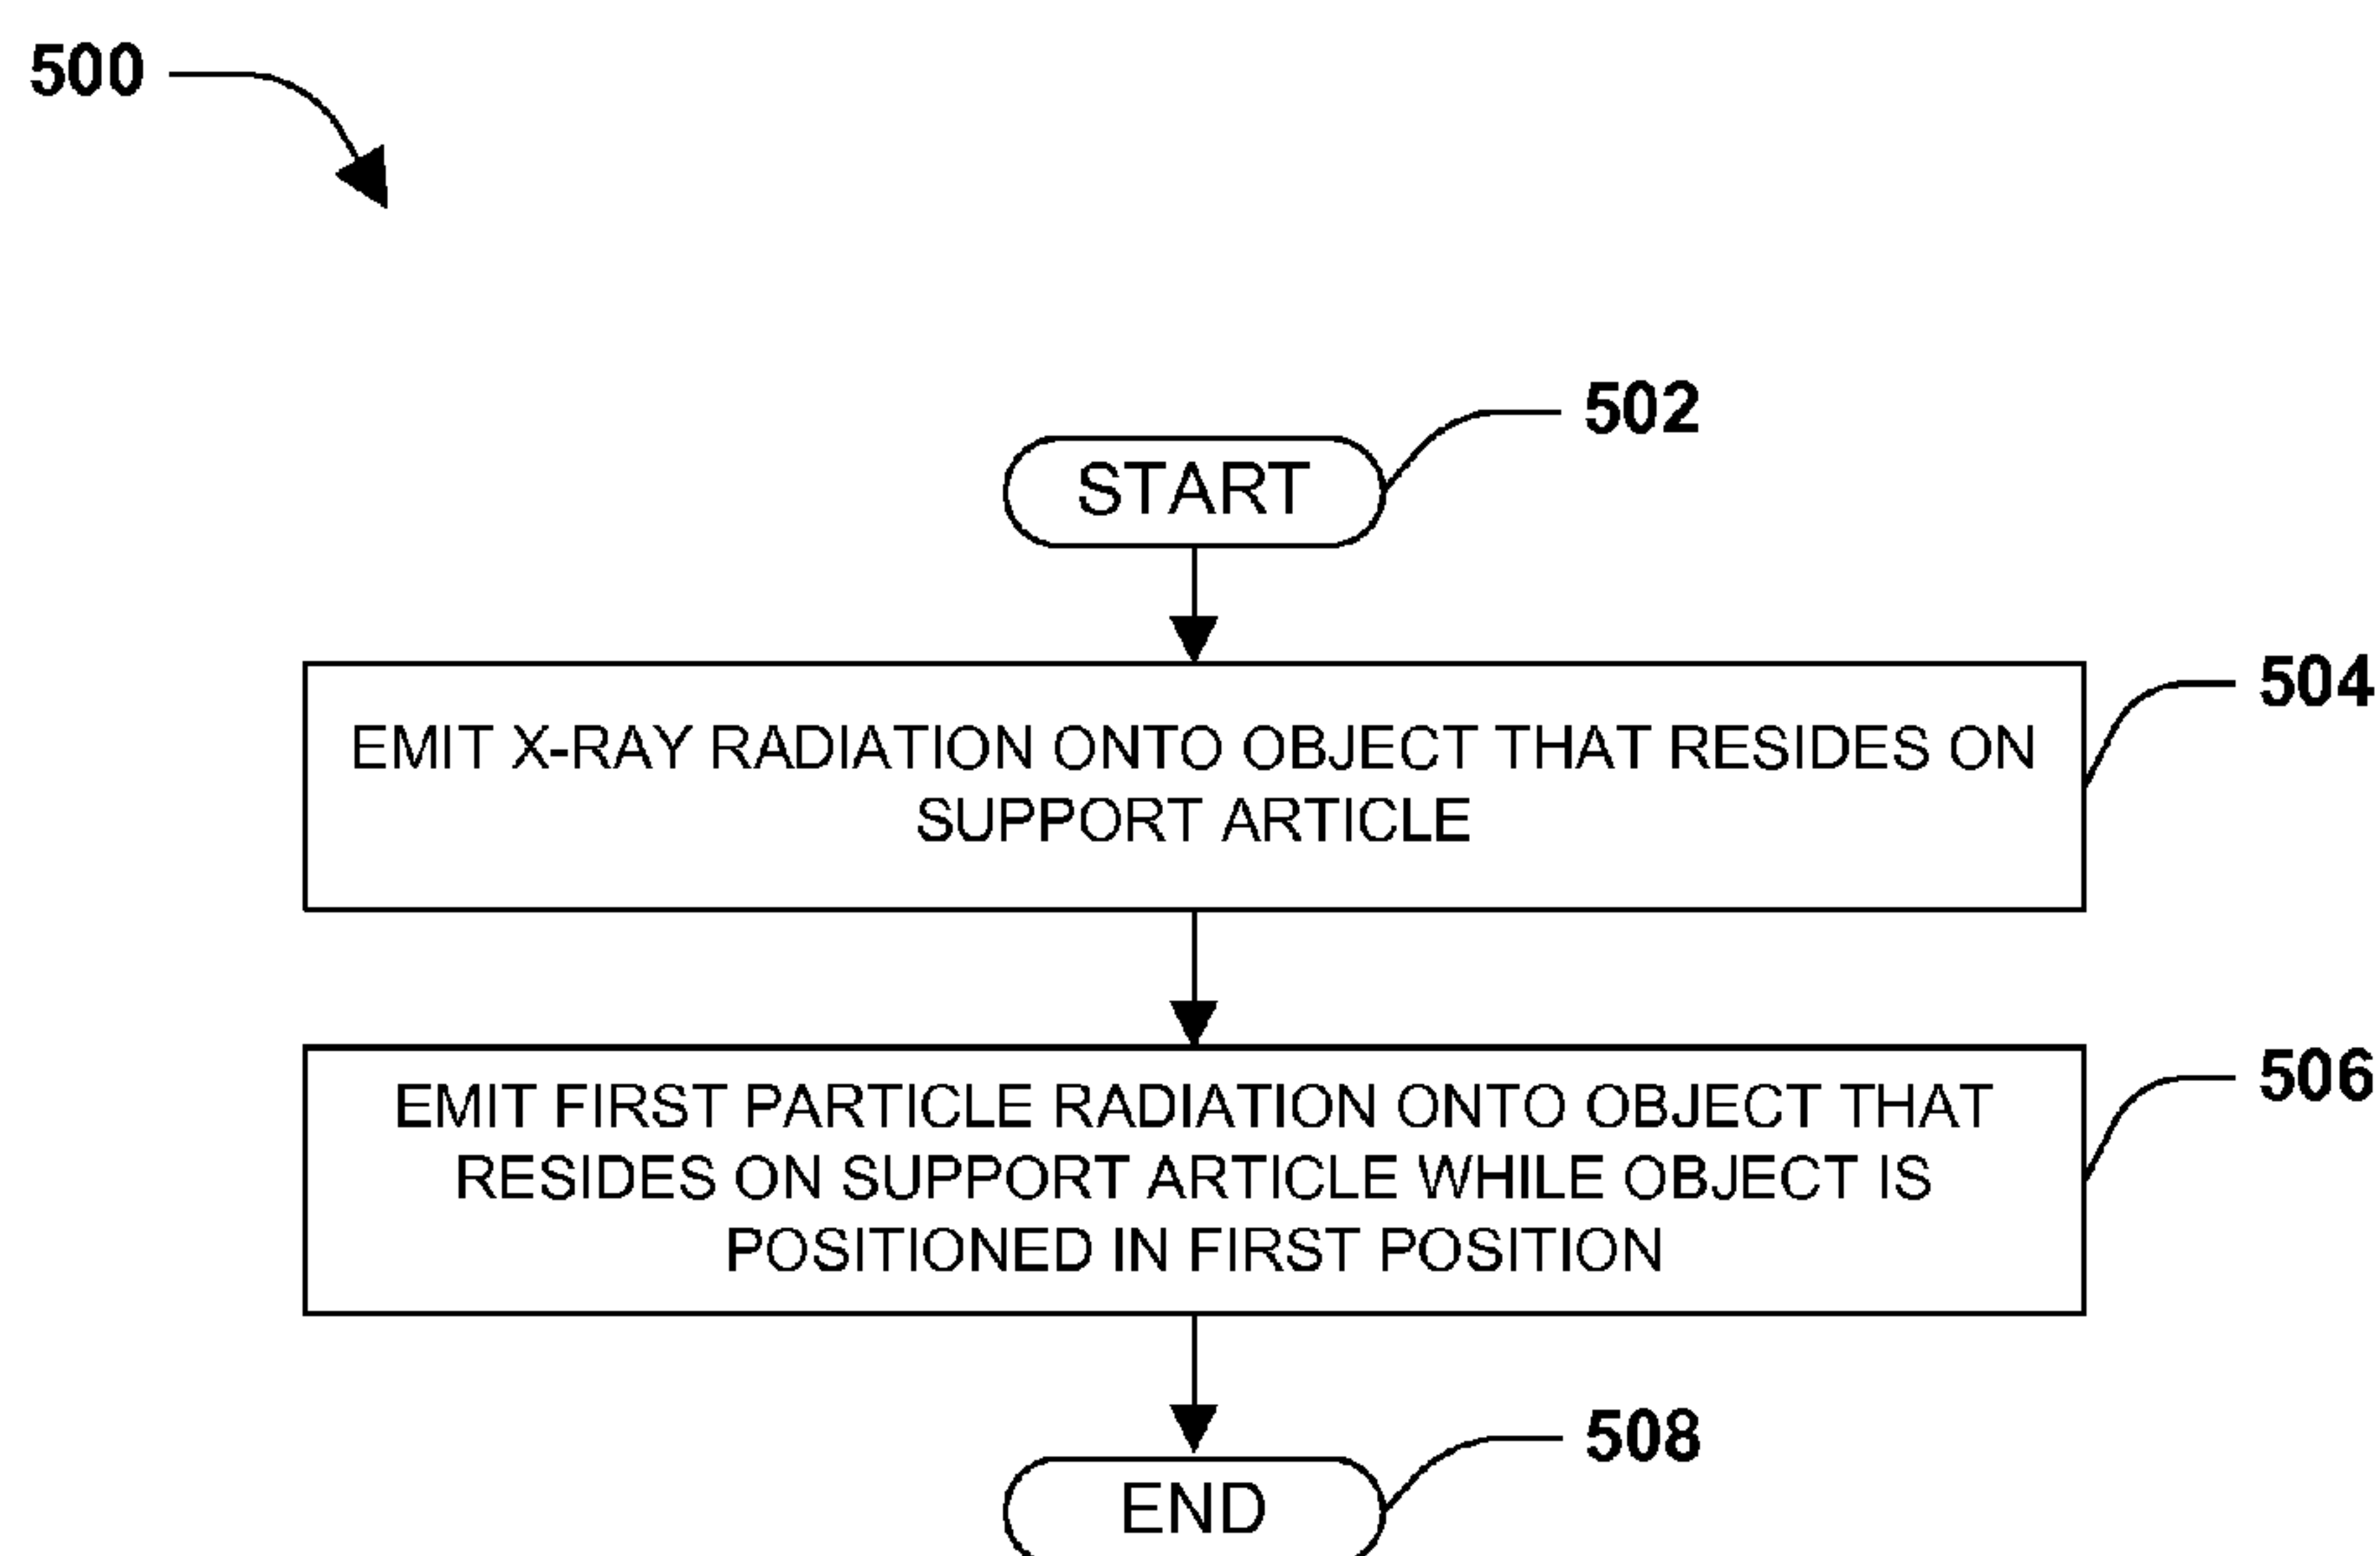 500
502
START
504
EMIT X-RAY RADIATION ONTO OBJECT THAT RESIDES ON
SUPPORT ARTICLE
506
EMIT FIRST PARTICLE RADIATION ONTO OBJECT THAT
RESIDES ON SUPPORT ARTICLE WHILE OBJECT IS
POSITIONED IN FIRST POSITION
508
END